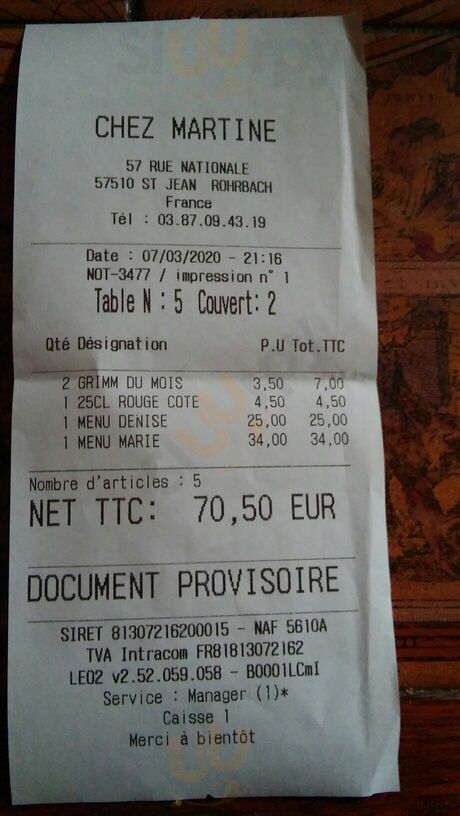 CHEZ MARTINE
57 RUE NATIONALE
57510 ST JEAN ROHRBACH
France
Tél : 03.87.09.43.19
Date : 07/03/2020 - 21:16
NOT-3477 / impression n° 1
Table N : 5 Couvert: 2
Qté Désignation P.U Tot.TTC
2 GRIMM DU MOIS 3,50 7,00
1 25CL ROUGE COTE 4,50 4,50
1 MENU DENISE 25,00 25,00
1 MENU MARIE 34,00 34,00
Nombre d'articles : 5
NET TTC: 70,50 EUR
DOCUMENT PROVISOIRE
SIRET 81307216200015 - NAF 5610A
TVA Intracom FR81813072162
LEO2 v2.52.059.058 - B0001LCmI
Service : Manager (1)*
Caisse 1
Merci à bientôt